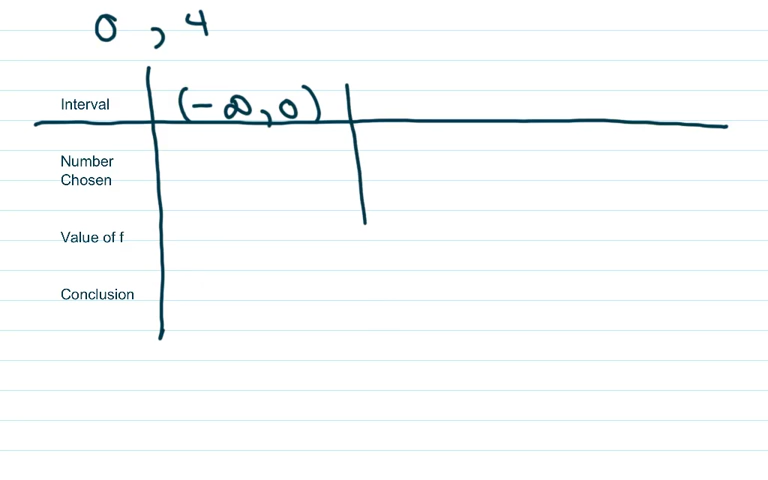 0 , 4
Interval (-∞,0)
Number
Chosen
Value of f
Conclusion